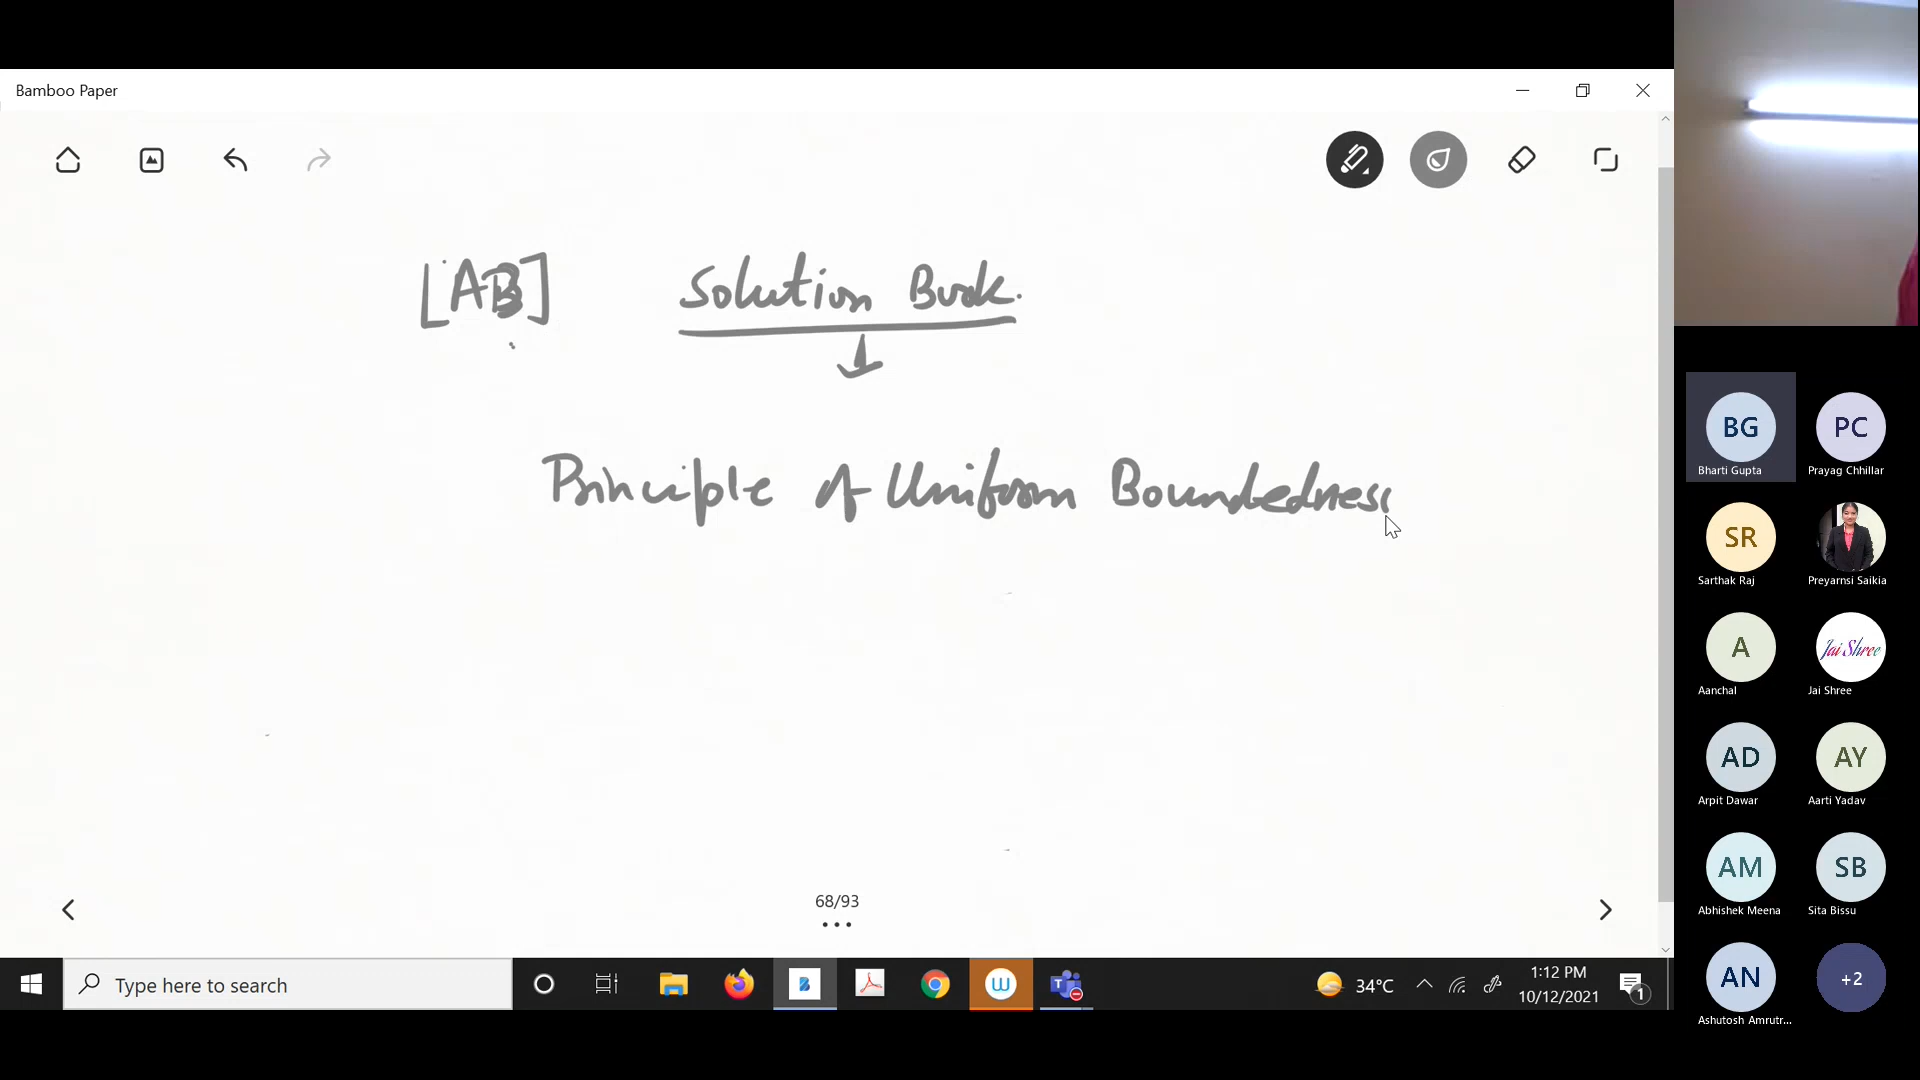 Bamboo Paper
[AB] Solution Book.
Principle of Uniform Boundedness
68/93
Type here to search
34°C
1:12 PM
10/12/2021
1
BG
Bharti Gupta
PC
Prayag Chhillar
SR
Sarthak Raj
Preyarnsi Saikia
A
Aanchal
Jai Shree
Jai Shree
AD
Arpit Dawar
AY
Aarti Yadav
AM
Abhishek Meena
SB
Sita Bissu
AN
Ashutosh Amrutr...
+2